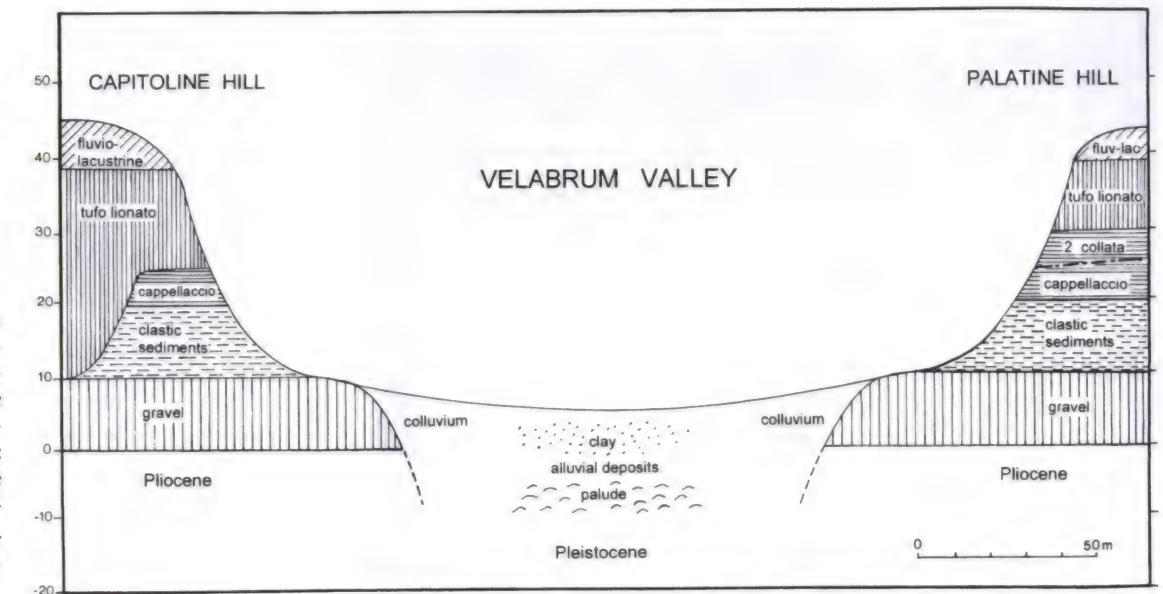 CAPITOLINE HILL
PALATINE HILL
VELABRUM VALLEY
50
40
30
20
10
0
-10
-20
fluvio-
lacustrine
tufo lionato
cappellaccio
clastic
sediments
gravel
Pliocene
colluvium
clay
alluvial deposits
palude
Pleistocene
colluvium
fluv-lac
tufo lionato
2 collata
cappellaccio
clastic
sediments
gravel
Pliocene
0 50m